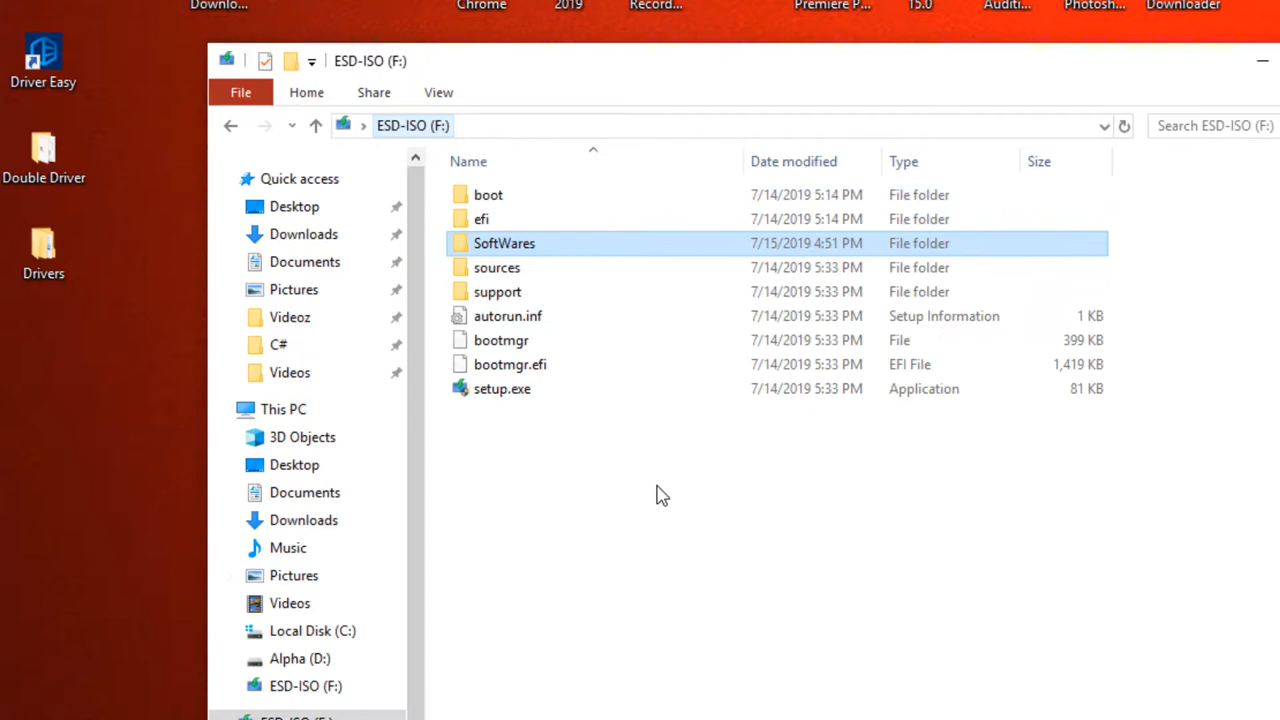 Downlo...
Chrome
2019
Record...
Premiere P...
15.0
Auditi...
Photosh...
Downloader
Driver Easy
Double Driver
Drivers
ESD-ISO (F:)
File Home Share View
ESD-ISO (F:)
Search ESD-ISO (F:)
Quick access
Desktop
Downloads
Documents
Pictures
Videoz
C#
Videos
This PC
3D Objects
Desktop
Documents
Downloads
Music
Pictures
Videos
Local Disk (C:)
Alpha (D:)
ESD-ISO (F:)
ESD-ISO (F:)
Name Date modified Type Size
boot 7/14/2019 5:14 PM File folder
efi 7/14/2019 5:14 PM File folder
SoftWares 7/15/2019 4:51 PM File folder
sources 7/14/2019 5:33 PM File folder
support 7/14/2019 5:33 PM File folder
autorun.inf 7/14/2019 5:33 PM Setup Information 1 KB
bootmgr 7/14/2019 5:33 PM File 399 KB
bootmgr.efi 7/14/2019 5:33 PM EFI File 1,419 KB
setup.exe 7/14/2019 5:33 PM Application 81 KB